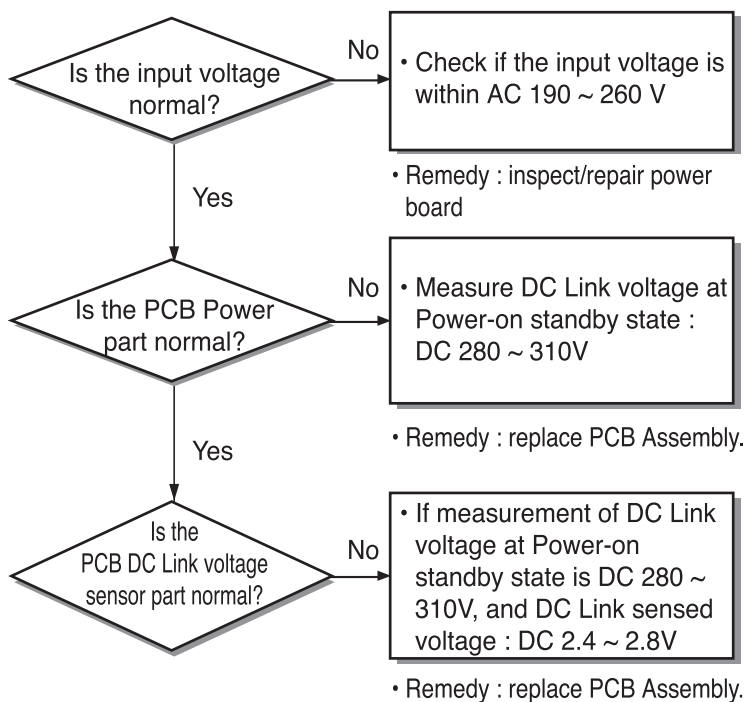 Is the input voltage
normal?
No
• Check if the input voltage is
within AC 190 ~ 260 V
• Remedy : inspect/repair power
board
Yes
Is the PCB Power
part normal?
No
• Measure DC Link voltage at
Power-on standby state :
DC 280 ~ 310V
• Remedy : replace PCB Assembly.
Yes
Is the
PCB DC Link voltage
sensor part normal?
No
• If measurement of DC Link
voltage at Power-on
standby state is DC 280 ~
310V, and DC Link sensed
voltage : DC 2.4 ~ 2.8V
• Remedy : replace PCB Assembly.